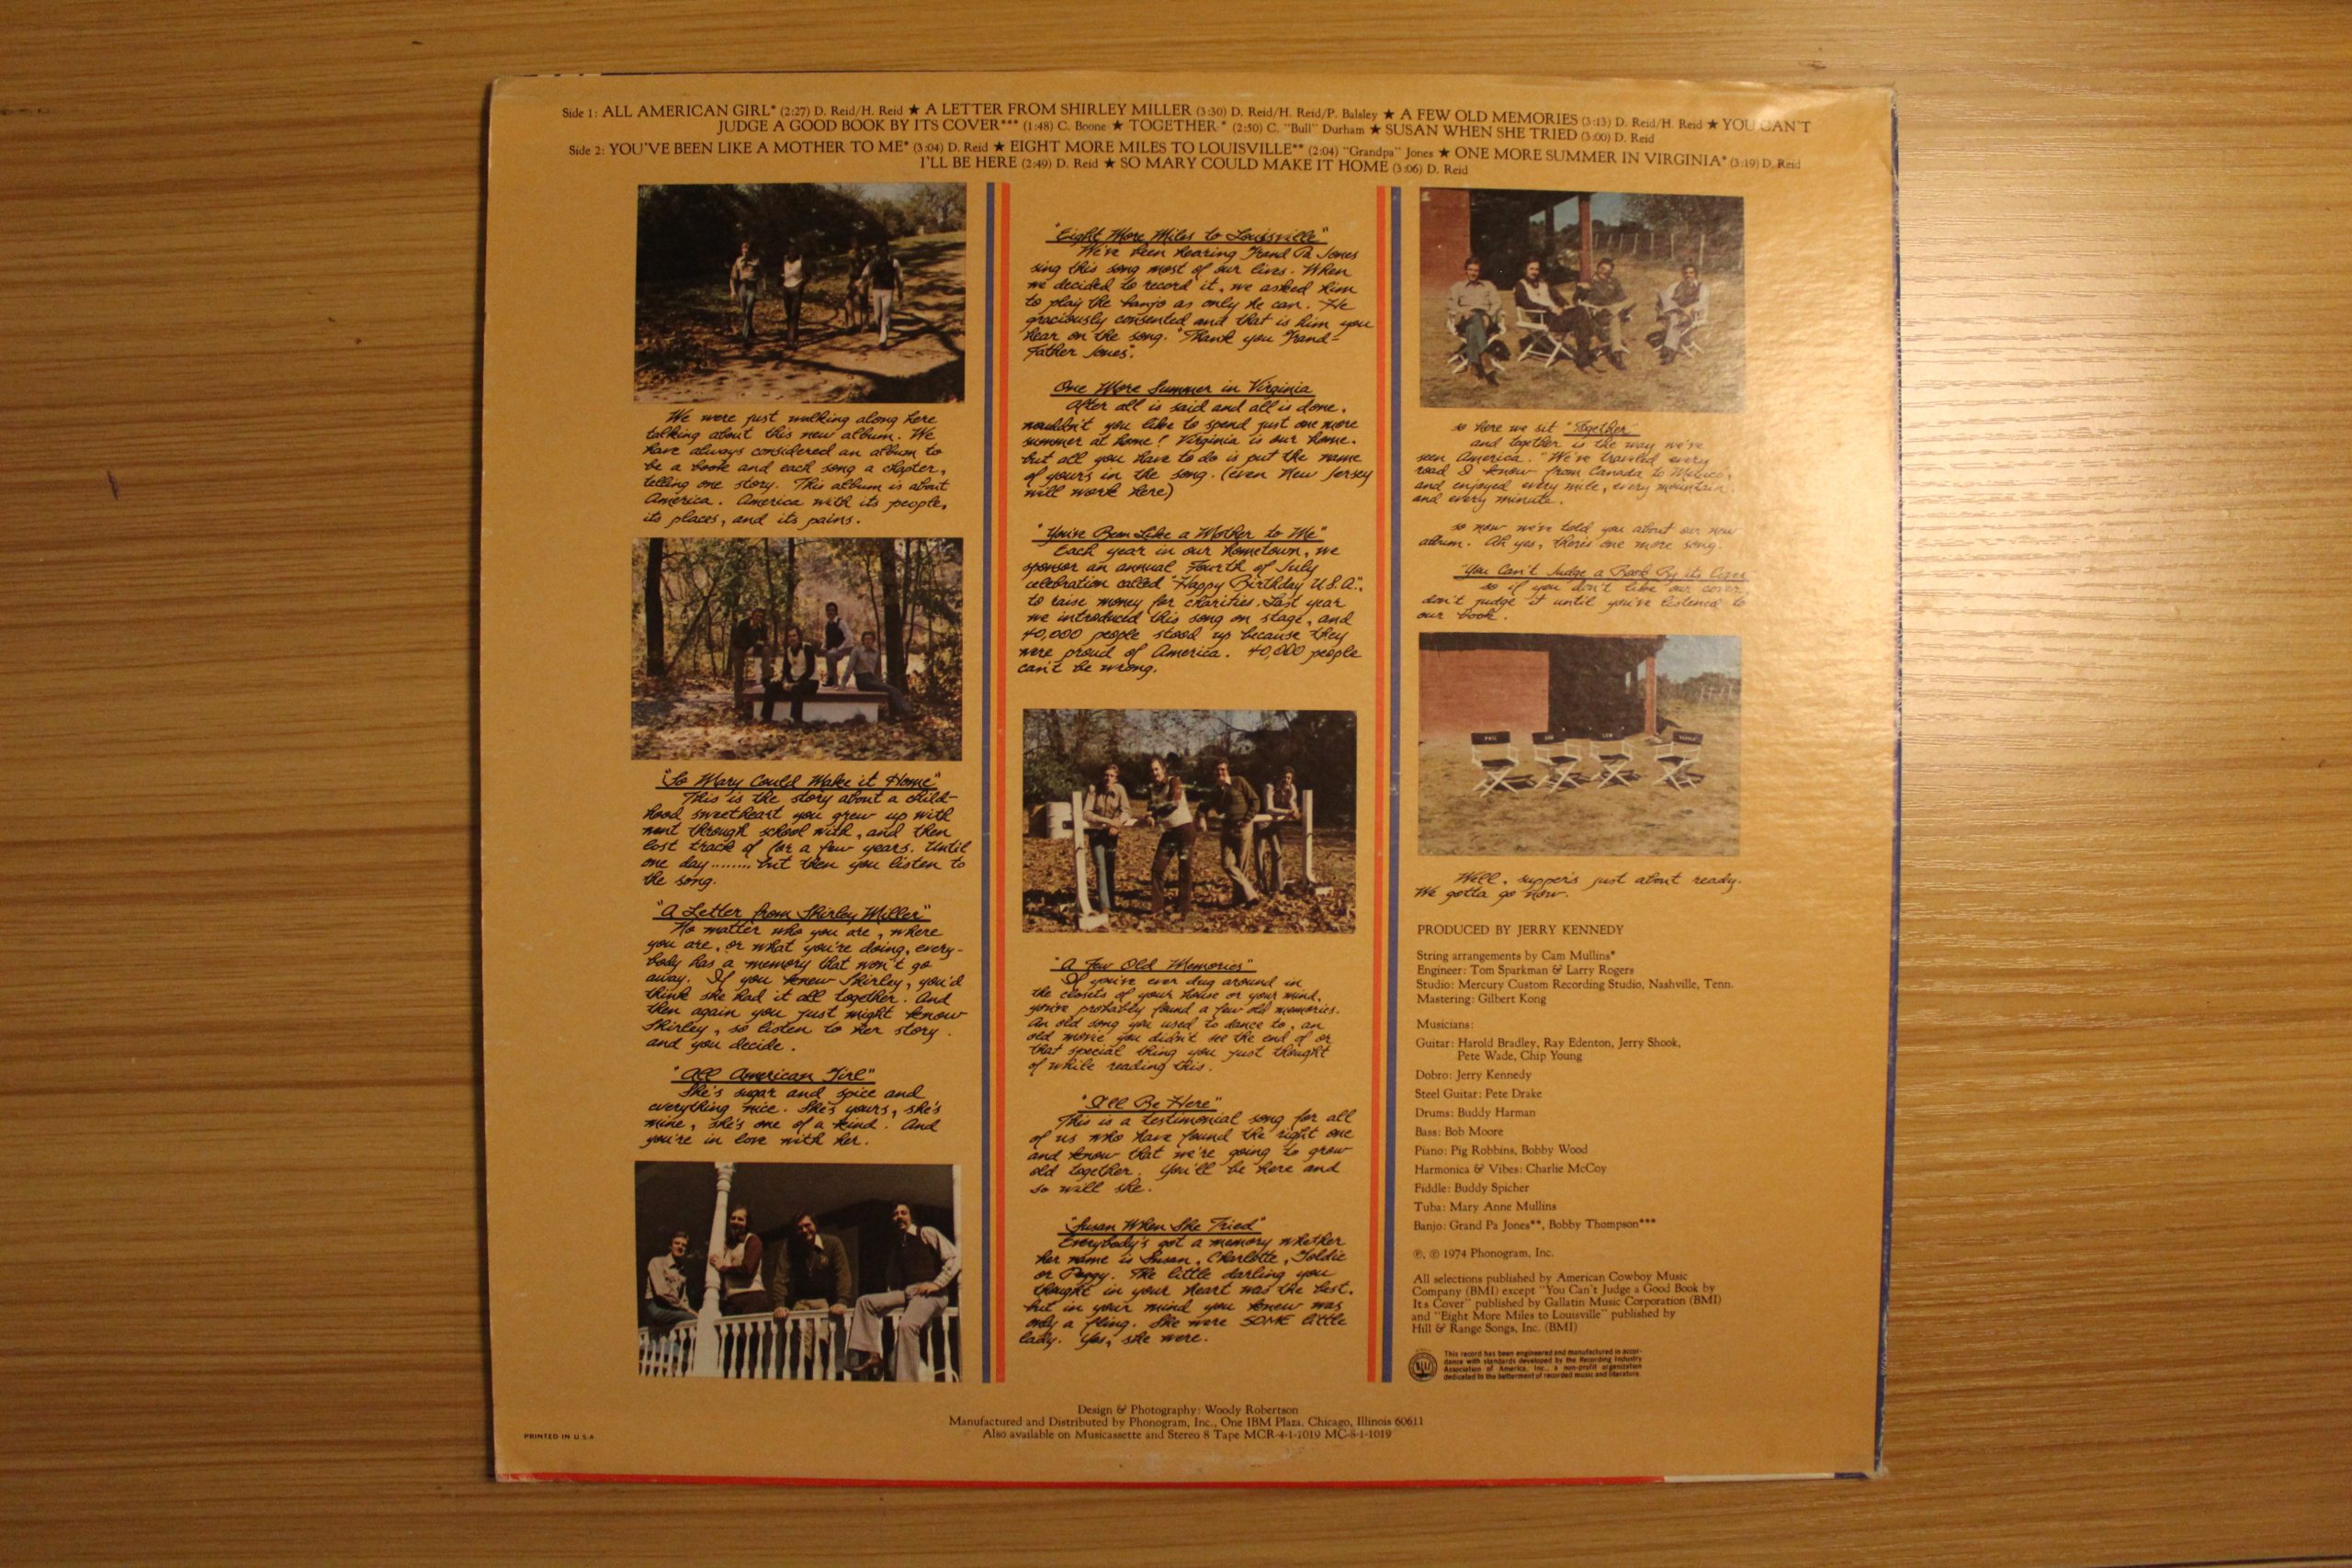 Side 1: ALL AMERICAN GIRL* (2:27) D. Reid/H. Reid ★ A LETTER FROM SHIRLEY MILLER (3:30) D. Reid/H. Reid/P. Balsley ★ A FEW OLD MEMORIES (3:13) D. Reid/H. Reid ★ YOU CAN'T
JUDGE A GOOD BOOK BY ITS COVER*** (1:48) C. Boone ★ TOGETHER * (2:50) C. "Bull" Durham ★ SUSAN WHEN SHE TRIED (3:00) D. Reid
Side 2: YOU'VE BEEN LIKE A MOTHER TO ME* (3:04) D. Reid ★ EIGHT MORE MILES TO LOUISVILLE** (2:04) "Grandpa" Jones ★ ONE MORE SUMMER IN VIRGINIA* (3:19) D. Reid
I'LL BE HERE (2:49) D. Reid ★ SO MARY COULD MAKE IT HOME (3:06) D. Reid
We were just walking along here
talking about this new album. We
have always considered an album to
be a book and each song a chapter,
telling one story. This album is about
America. America with its people,
its places, and its pains.
"So Mary Could Make it Home"
This is the story about a child-
hood sweetheart you grew up with
went through school with, and then
lost track of for a few years. Until
one day........ but then you listen to
the song.
"A Letter from Shirley Miller"
No matter who you are, where
you are, or what you're doing, every-
body has a memory that won't go
away. If you knew Shirley, you'd
think she had it all together. And
then again you just might know
Shirley, so listen to her story.
and you decide.
"All American Girl"
She's sugar and spice and
everything nice. She's yours, she's
mine, she's one of a kind. And
you're in love with her.
"Eight More Miles to Louisville"
We've been hearing Grand Pa Jones
sing this song most of our lives. When
we decided to record it, we asked him
to play the banjo as only he can. He
graciously consented and that is him you
hear on the song. "Thank you Grand-
Father Jones".
One More Summer in Virginia
After all is said and all is done,
wouldn't you like to spend just one more
summer at home? Virginia is our home.
but all you have to do is put the name
of yours in the song. (even New Jersey
will work here)
"You've Been Like a Mother to Me"
Each year in our hometown, we
sponsor an annual Fourth of July
celebration called "Happy Birthday U.S.A.",
to raise money for charities. Last year
we introduced this song on stage, and
40,000 people stood up because they
were proud of America. 40,000 people
can't be wrong.
"A Few Old Memories"
If you've ever dug around in
the closets of your house or your mind,
you've probably found a few old memories.
An old song you used to dance to, an
old movie you didn't see the end of or
that special thing you just thought
of while reading this.
"I'll Be Here"
This is a testimonial song for all
of us who have found the right one
and know that we're going to grow
old together. You'll be here and
so will she.
"Susan When She Tried"
Everybody's got a memory whether
her name is Susan, Charlotte, Goldie
or Peggy. The little darling you
thought in your heart was the best,
but in your mind you knew was
only a fling. She were SOME little
lady. Yes, she were.
so here we sit "Together"
and together is the way we've
seen America. "We've traveled every
road I know from Canada to Mexico,
and enjoyed every mile, every mountain
and every minute.
so now we've told you about our new
album. Ah yes, there's one more song.
"You Can't Judge a Book By its Cover
so if you don't like our cover,
don't judge it until you've listened to
our book.
PHIL DON LEW HAROLD
Well, supper's just about ready.
We gotta go now.
PRODUCED BY JERRY KENNEDY
String arrangements by Cam Mullins*
Engineer: Tom Sparkman & Larry Rogers
Studio: Mercury Custom Recording Studio, Nashville, Tenn.
Mastering: Gilbert Kong
Musicians:
Guitar: Harold Bradley, Ray Edenton, Jerry Shook,
Pete Wade, Chip Young
Dobro: Jerry Kennedy
Steel Guitar: Pete Drake
Drums: Buddy Harman
Bass: Bob Moore
Piano: Pig Robbins, Bobby Wood
Harmonica & Vibes: Charlie McCoy
Fiddle: Buddy Spicher
Tuba: Mary Anne Mullins
Banjo: Grand Pa Jones**, Bobby Thompson***
℗, © 1974 Phonogram, Inc.
All selections published by American Cowboy Music
Company (BMI) except "You Can't Judge a Good Book by
Its Cover" published by Gallatin Music Corporation (BMI)
and "Eight More Miles to Louisville" published by
Hill & Range Songs, Inc. (BMI)
This record has been engineered and manufactured in accor-
dance with standards developed by the Recording Industry
Association of America, Inc., a non-profit organization
dedicated to the betterment of recorded music and literature.
Design & Photography: Woody Robertson
Manufactured and Distributed by Phonogram, Inc., One IBM Plaza, Chicago, Illinois 60611
Also available on Musicassette and Stereo 8 Tape MCR-4-1-1019 MC-8-1-1019
PRINTED IN U.S.A